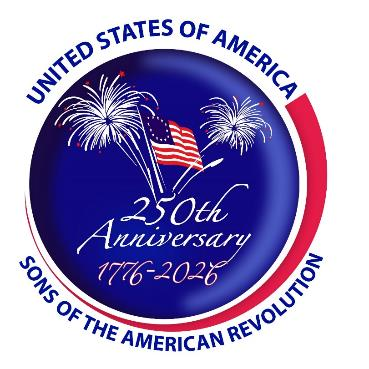 UNITED STATES OF AMERICA
250th
Anniversary
1776-2026
SONS OF THE AMERICAN REVOLUTION